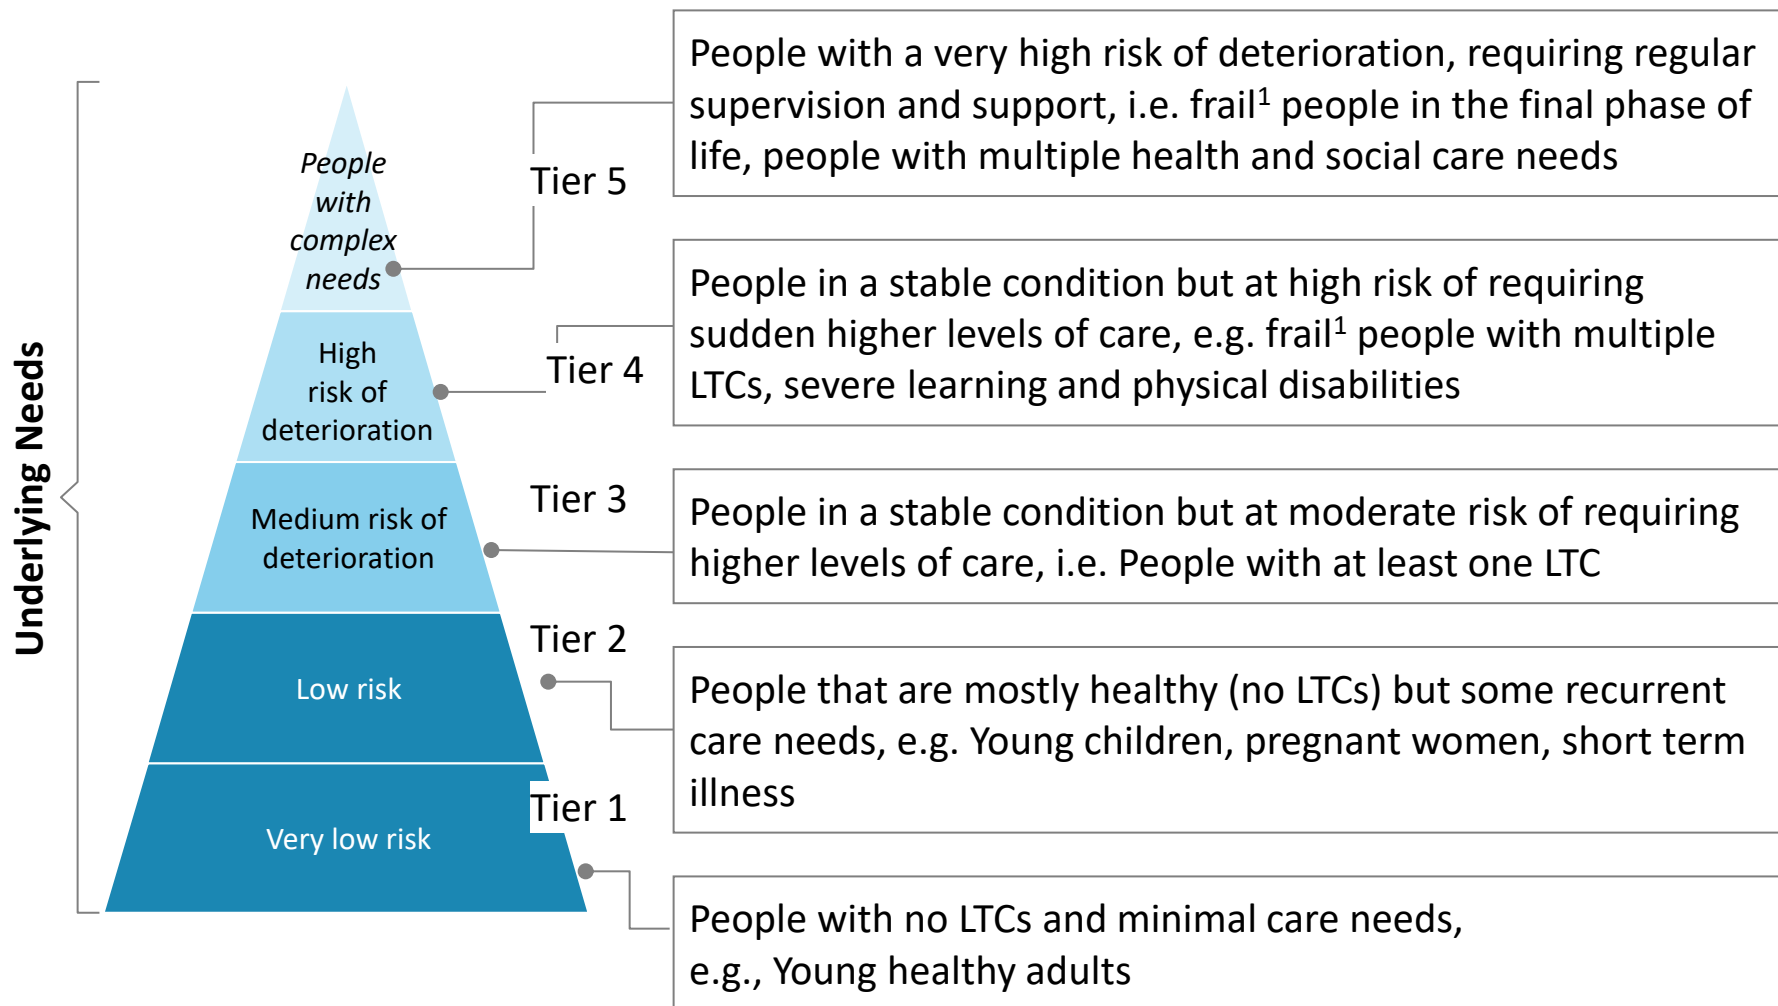 Underlying Needs
People
with
complex
needs
Tier 5
People with a very high risk of deterioration, requiring regular
supervision and support, i.e. frail¹ people in the final phase of
life, people with multiple health and social care needs
High
risk of
deterioration
Tier 4
People in a stable condition but at high risk of requiring
sudden higher levels of care, e.g. frail¹ people with multiple
LTCs, severe learning and physical disabilities
Medium risk of
deterioration
Tier 3
People in a stable condition but at moderate risk of requiring
higher levels of care, i.e. People with at least one LTC
Low risk
Tier 2
People that are mostly healthy (no LTCs) but some recurrent
care needs, e.g. Young children, pregnant women, short term
illness
Very low risk
Tier 1
People with no LTCs and minimal care needs,
e.g., Young healthy adults